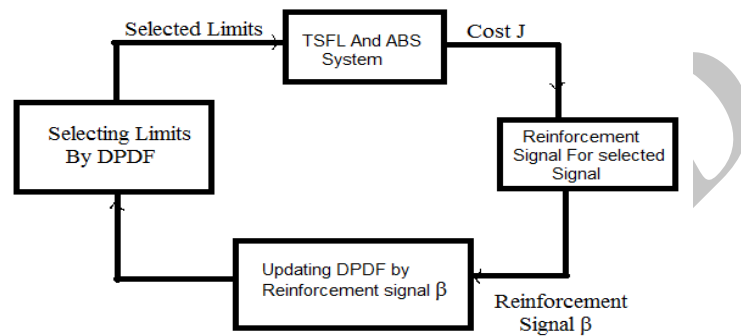 Selected Limits
TSFL And ABS
System
Cost J
Selecting Limits
By DPDF
Reinforcement
Signal For selected
Signal
Updating DPDF by
Reinforcement signal β
Reinforcement
Signal β